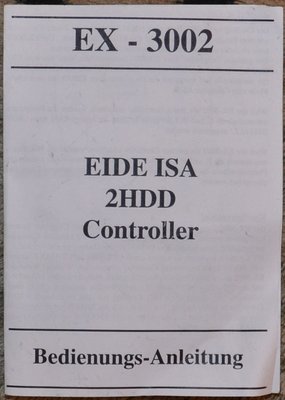 EX - 3002
EIDE ISA
2HDD
Controller
Bedienungs-Anleitung